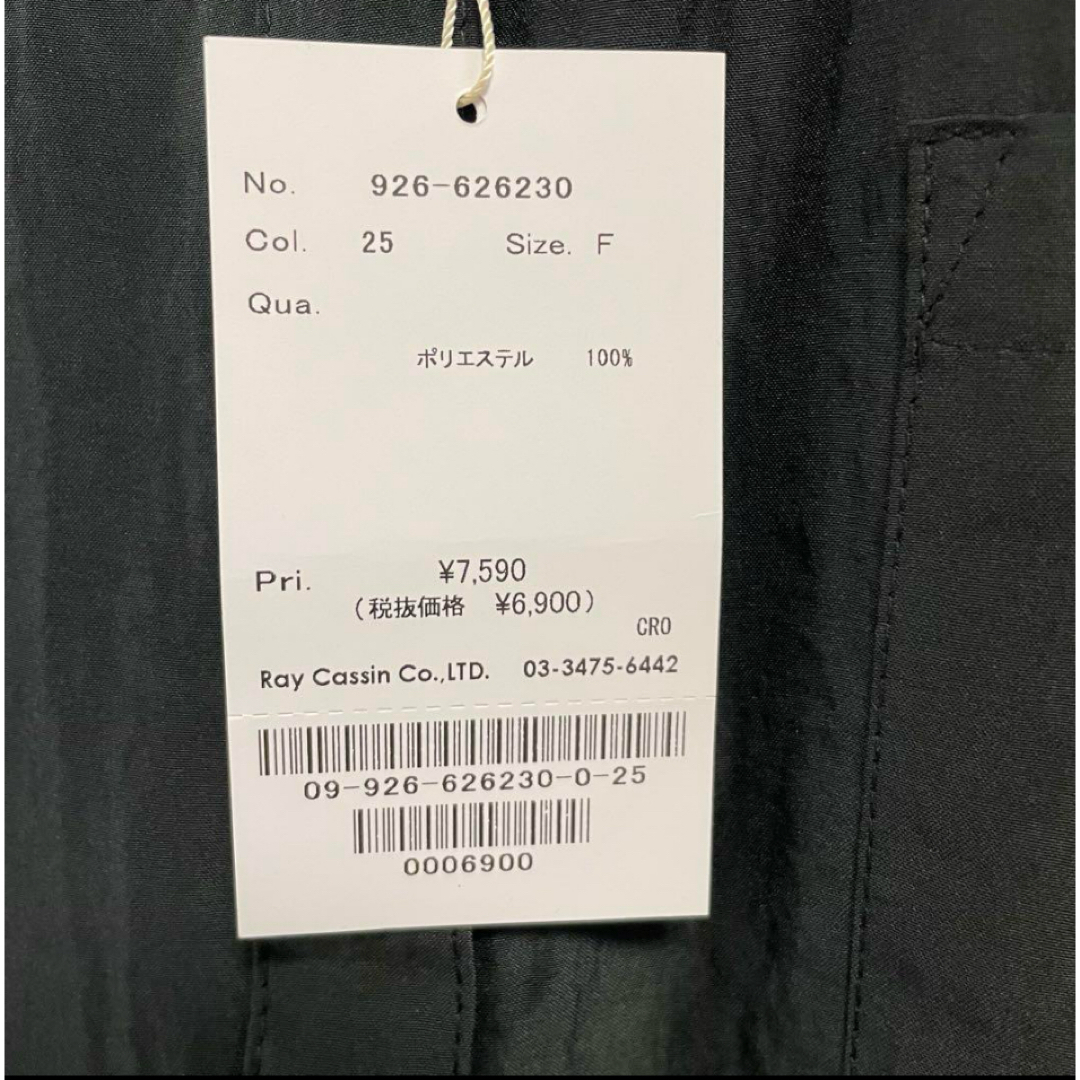 No. 926-626230
Col. 25 Size. F
Qua.
ポリエステル 100%
Pri. ¥7,590
(税抜価格 ¥6,900)
CRO
Ray Cassin Co.,LTD. 03-3475-6442
09-926-626230-0-25
0006900